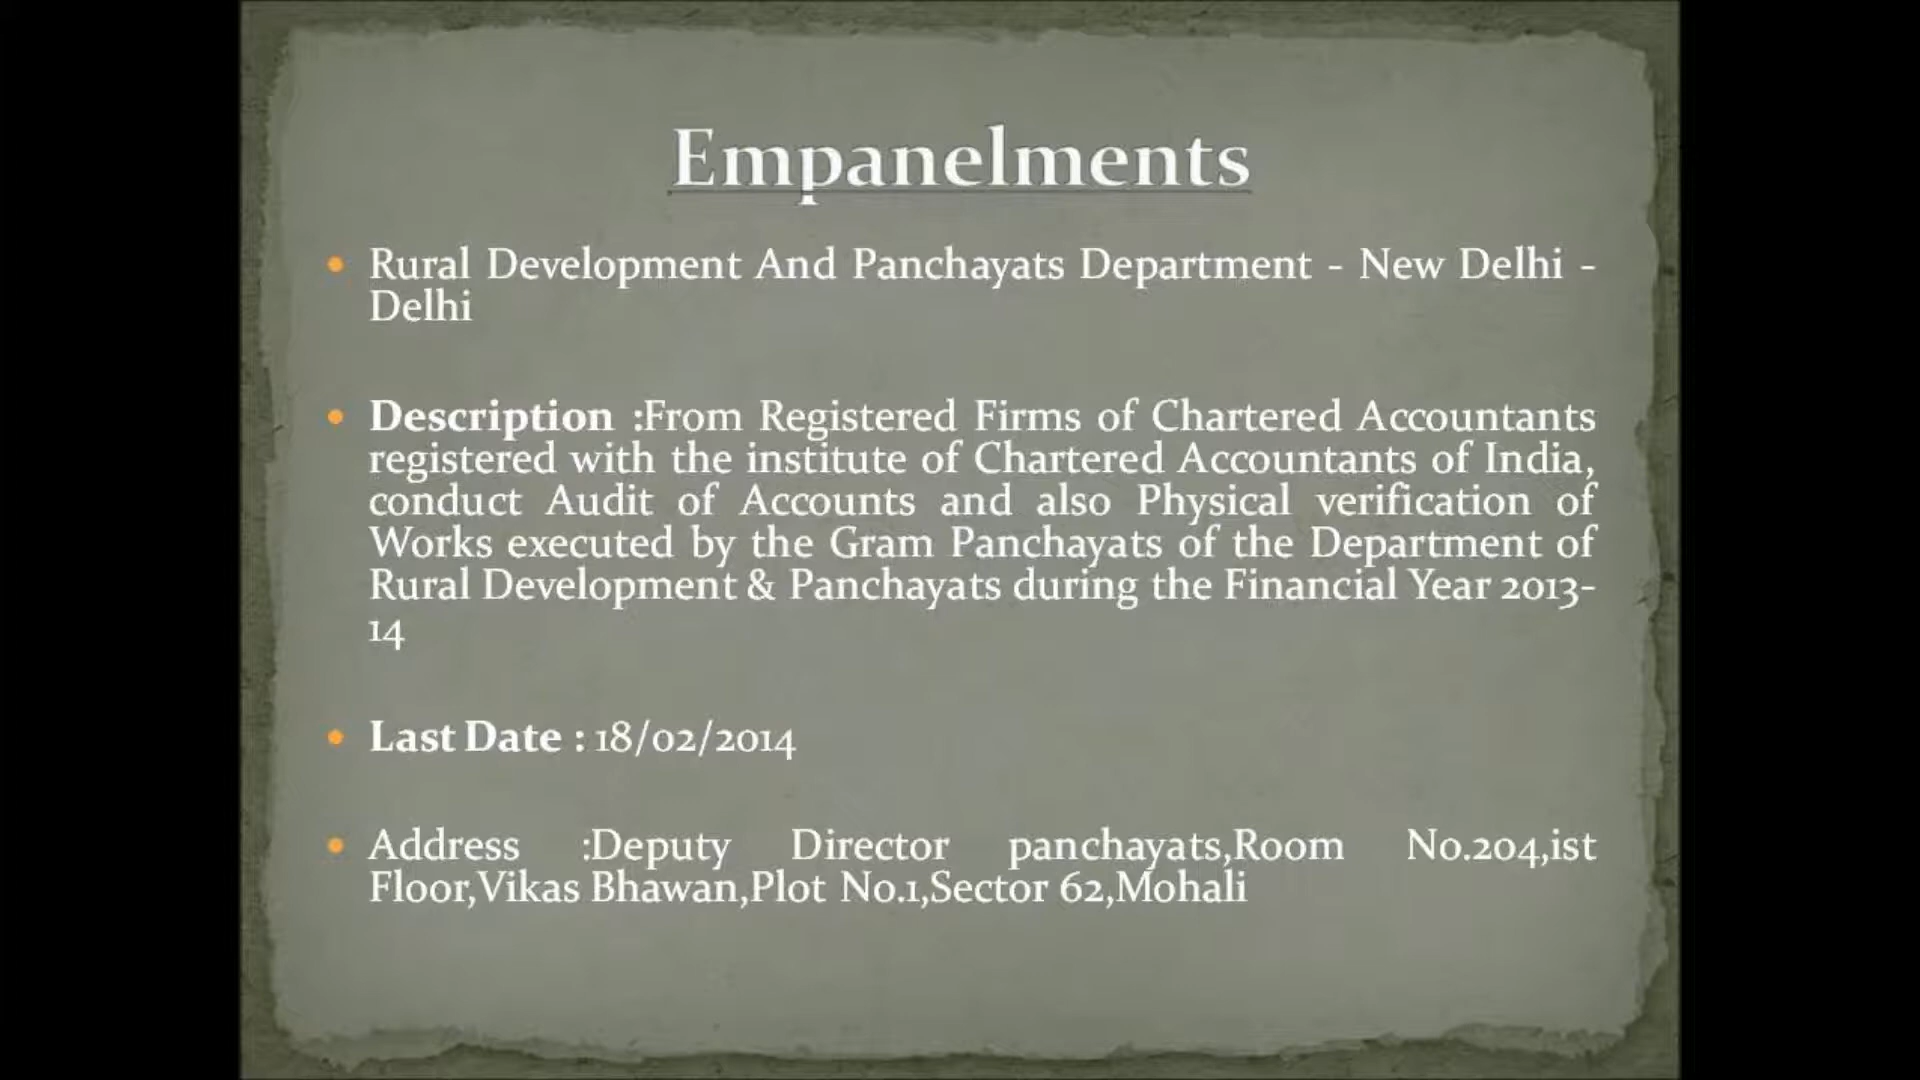 Empanelments
Rural Development And Panchayats Department - New Delhi -
Delhi
Description :From Registered Firms of Chartered Accountants
registered with the institute of Chartered Accountants of India,
conduct Audit of Accounts and also Physical verification of
Works executed by the Gram Panchayats of the Department of
Rural Development & Panchayats during the Financial Year 2013-
14
Last Date : 18/02/2014
Address :Deputy Director panchayats,Room No.204,ist
Floor,Vikas Bhawan,Plot No.1,Sector 62,Mohali